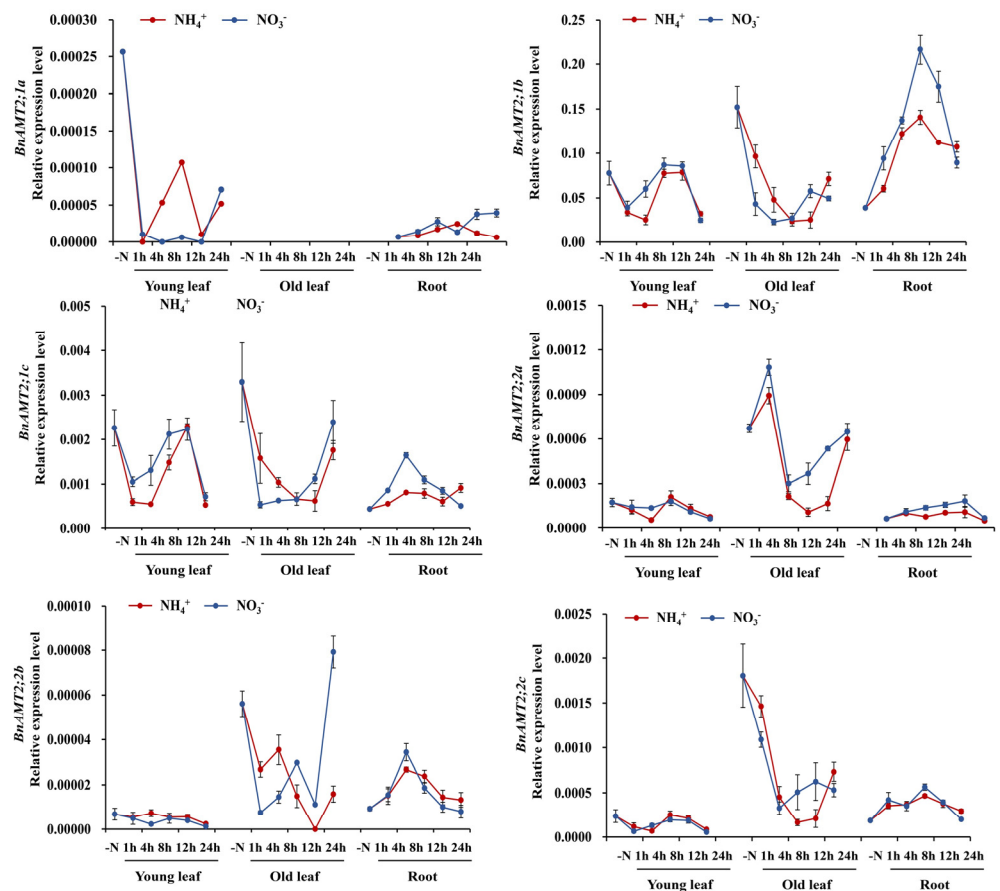 BnAMT2;1a
Relative expression level
NH4+ NO3-
0.00030
0.00025
0.00020
0.00015
0.00010
0.00005
0.00000
-N 1h 4h 8h 12h 24h -N 1h 4h 8h 12h 24h -N 1h 4h 8h 12h 24h
Young leaf Old leaf Root
BnAMT2;1b
Relative expression level
NH4+ NO3-
0.25
0.20
0.15
0.10
0.05
0.00
-N 1h 4h 8h 12h 24h -N 1h 4h 8h 12h 24h -N 1h 4h 8h 12h 24h
Young leaf Old leaf Root
BnAMT2;1c
Relative expression level
NH4+ NO3-
0.005
0.004
0.003
0.002
0.001
0.000
-N 1h 4h 8h 12h 24h -N 1h 4h 8h 12h 24h -N 1h 4h 8h 12h 24h
Young leaf Old leaf Root
BnAMT2;2a
Relative expression level
NH4+ NO3-
0.0015
0.0012
0.0009
0.0006
0.0003
0.0000
-N 1h 4h 8h 12h 24h -N 1h 4h 8h 12h 24h -N 1h 4h 8h 12h 24h
Young leaf Old leaf Root
BnAMT2;2b
Relative expression level
NH4+ NO3-
0.00010
0.00008
0.00006
0.00004
0.00002
0.00000
-N 1h 4h 8h 12h 24h -N 1h 4h 8h 12h 24h -N 1h 4h 8h 12h 24h
Young leaf Old leaf Root
BnAMT2;2c
Relative expression level
NH4+ NO3-
0.0025
0.0020
0.0015
0.0010
0.0005
0.0000
-N 1h 4h 8h 12h 24h -N 1h 4h 8h 12h 24h -N 1h 4h 8h 12h 24h
Young leaf Old leaf Root